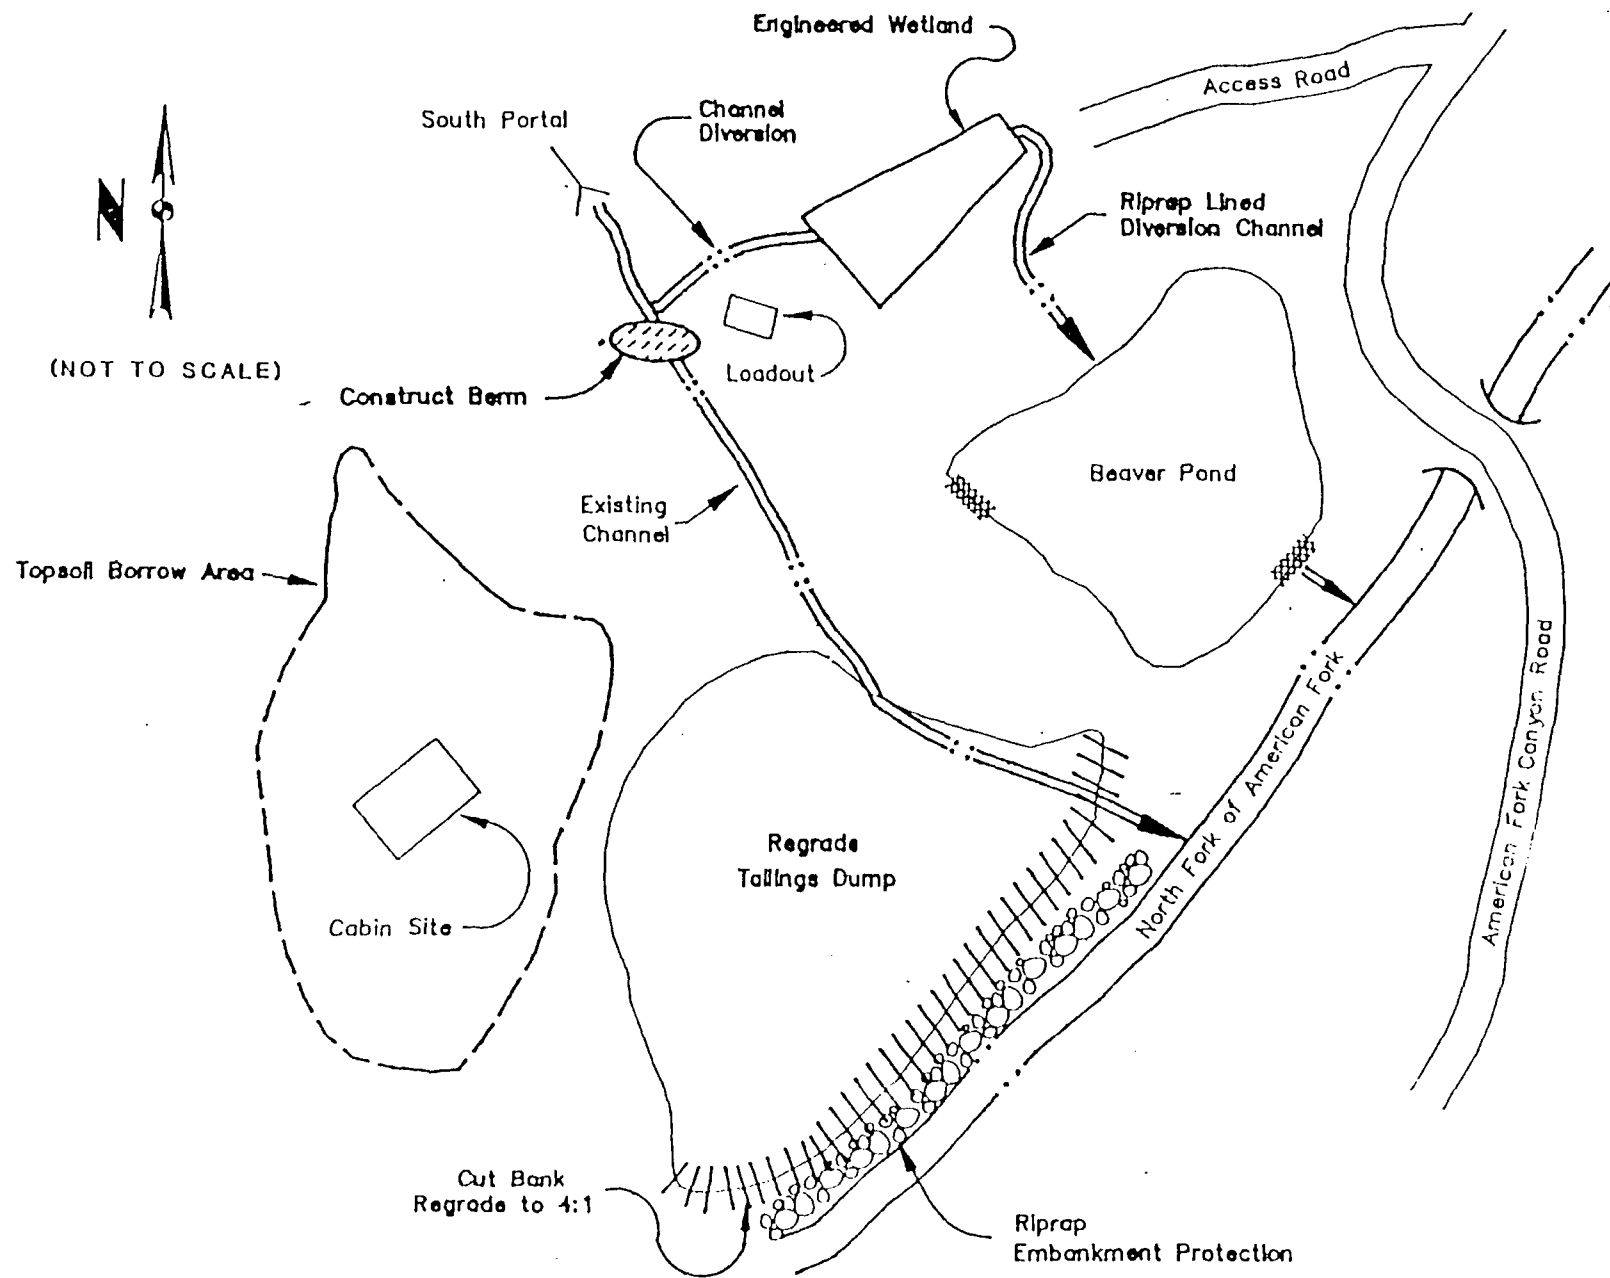 Engineered Wetland
Access Road
South Portal
Channel
Diversion
N
Riprap Lined
Diversion Channel
(NOT TO SCALE)
Loadout
Construct Berm
Beaver Pond
Existing
Channel
Topsoil Borrow Area
North Fork of American Fork
American Fork Canyon Road
Regrade
Tailings Dump
Cabin Site
Cut Bank
Regrade to 4:1
Riprap
Embankment Protection